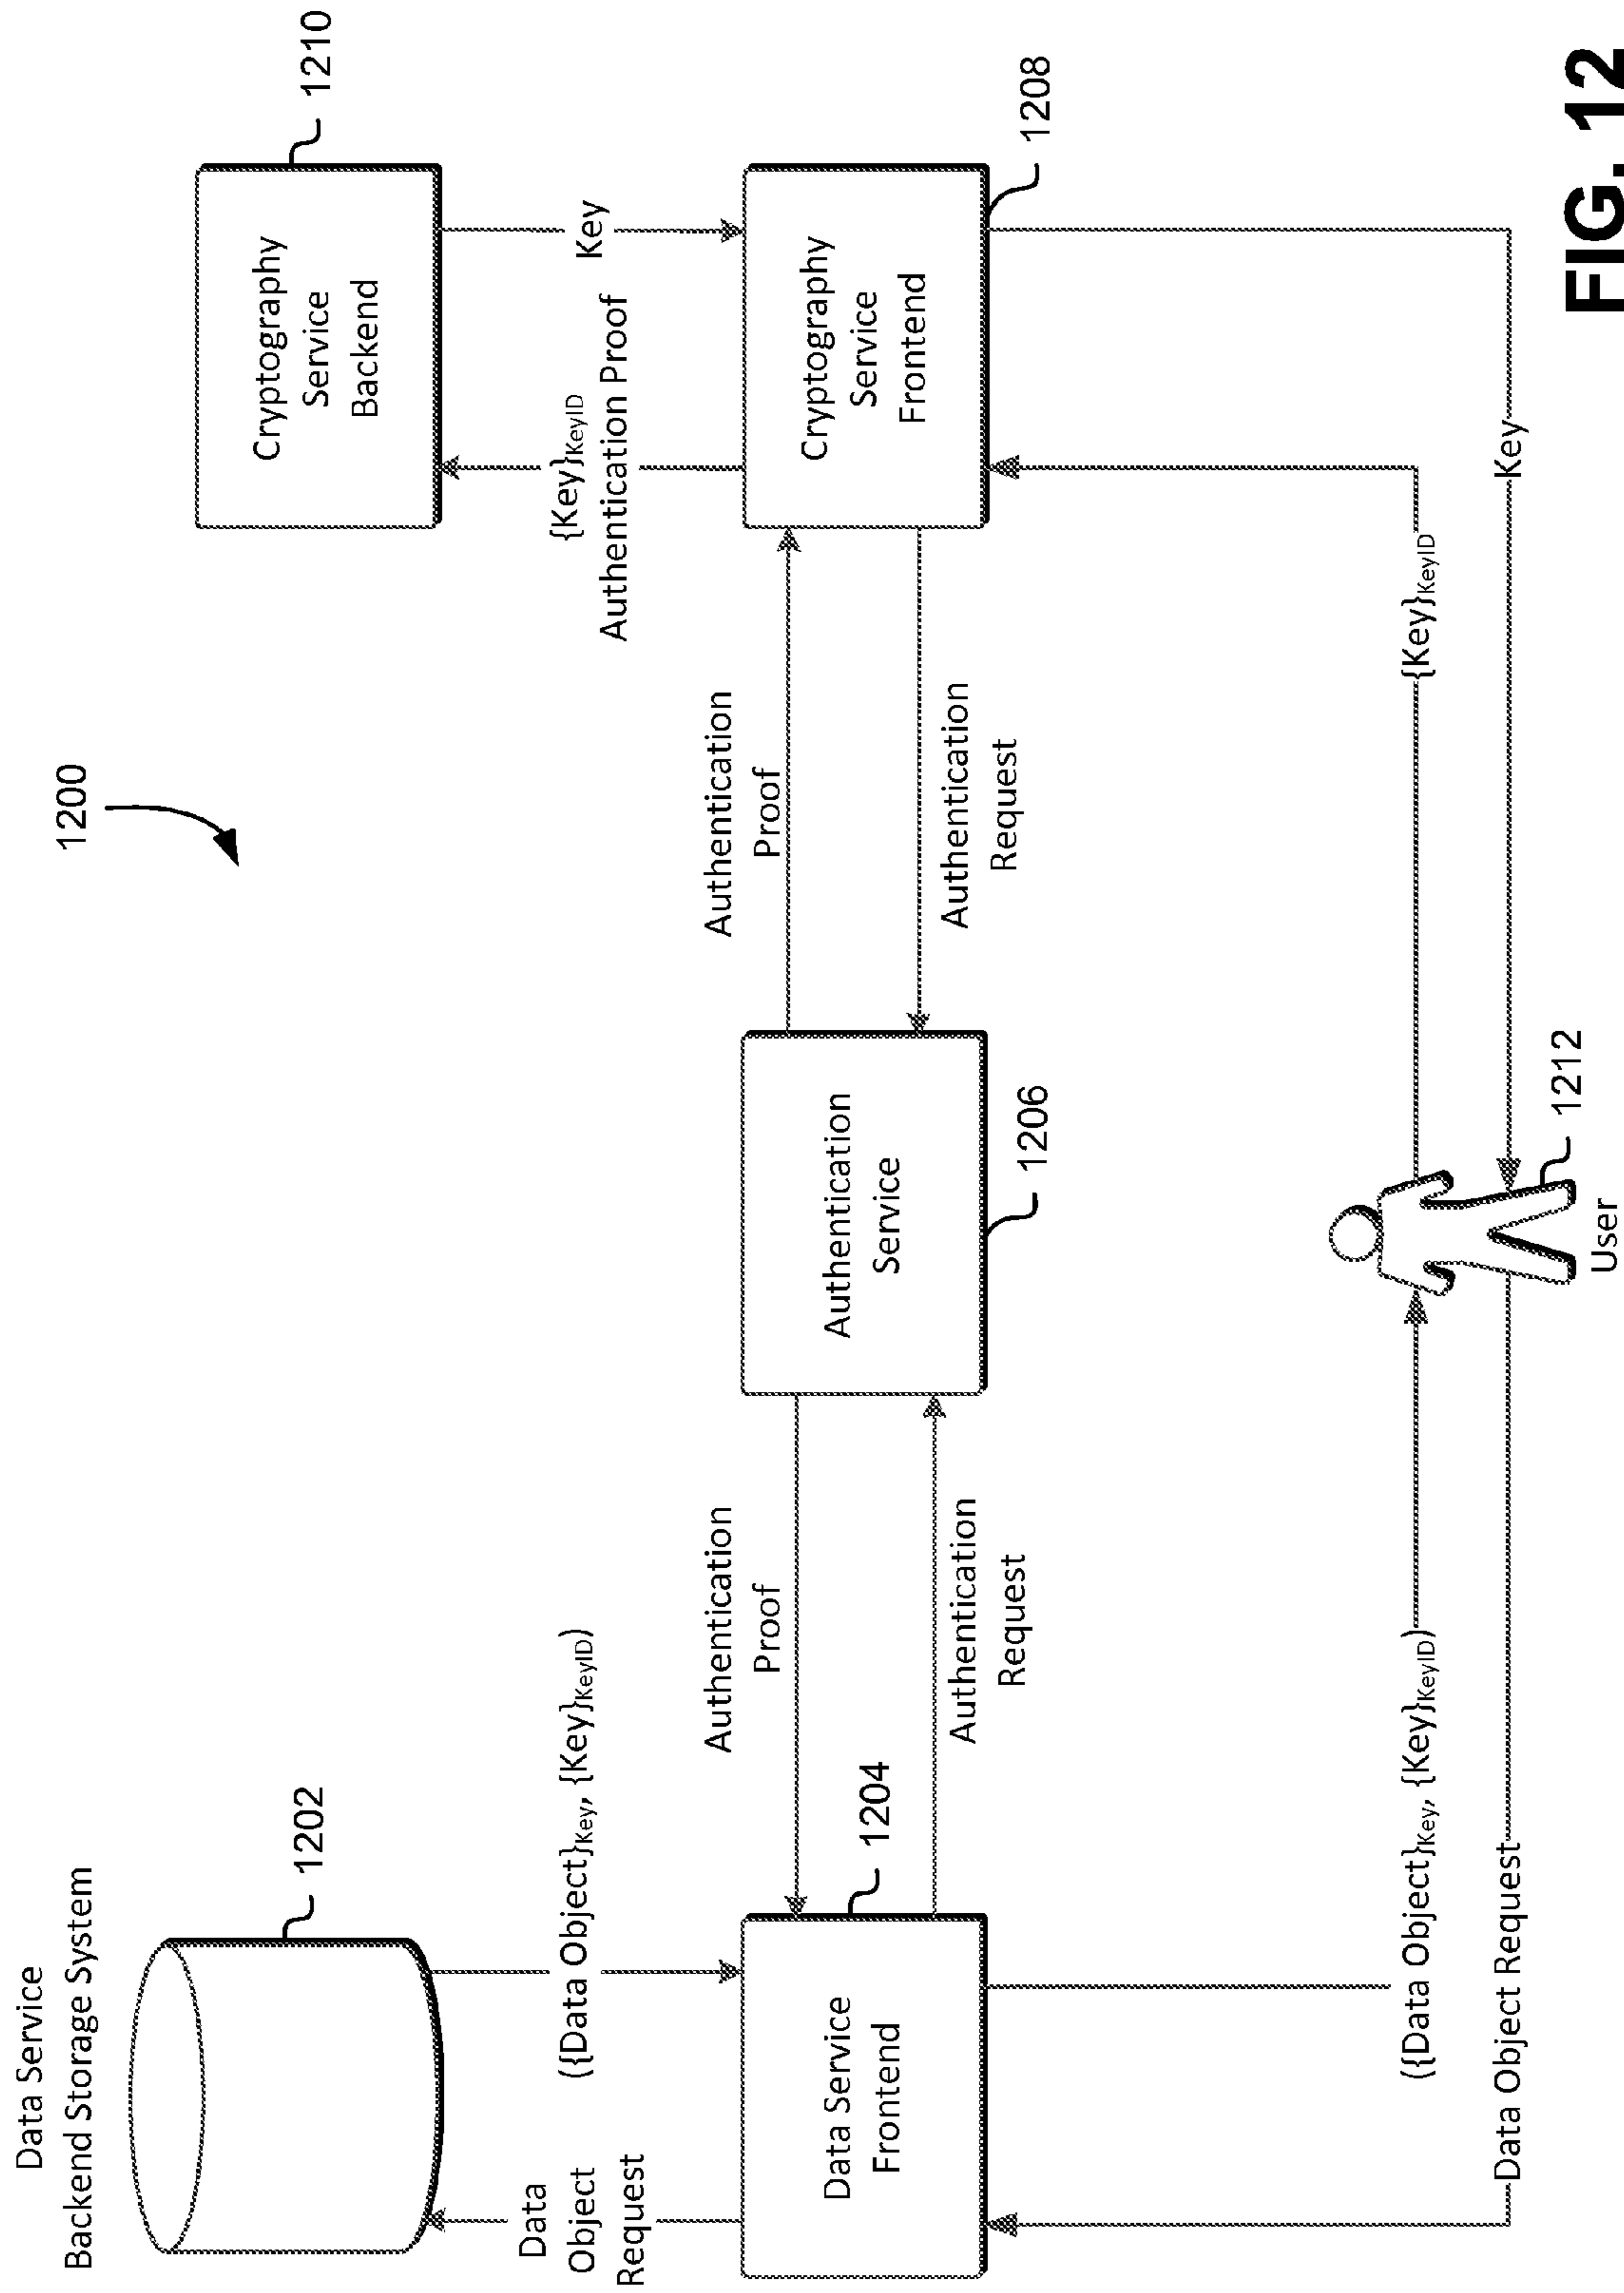 1200
Data Service
Backend Storage System
1202
Cryptography
Service
Backend
1210
Data
Object
Request
({Data Object}Key, {Key}KeyID)
{Key}KeyID
Authentication Proof
Key
Authentication
Proof
Authentication
Proof
Data Service
Frontend
1204
Authentication
Service
1206
Cryptography
Service
Frontend
1208
Authentication
Request
Authentication
Request
({Data Object}Key, {Key}KeyID)
{Key}KeyID
Data Object Request
Key
1212
User
FIG. 12